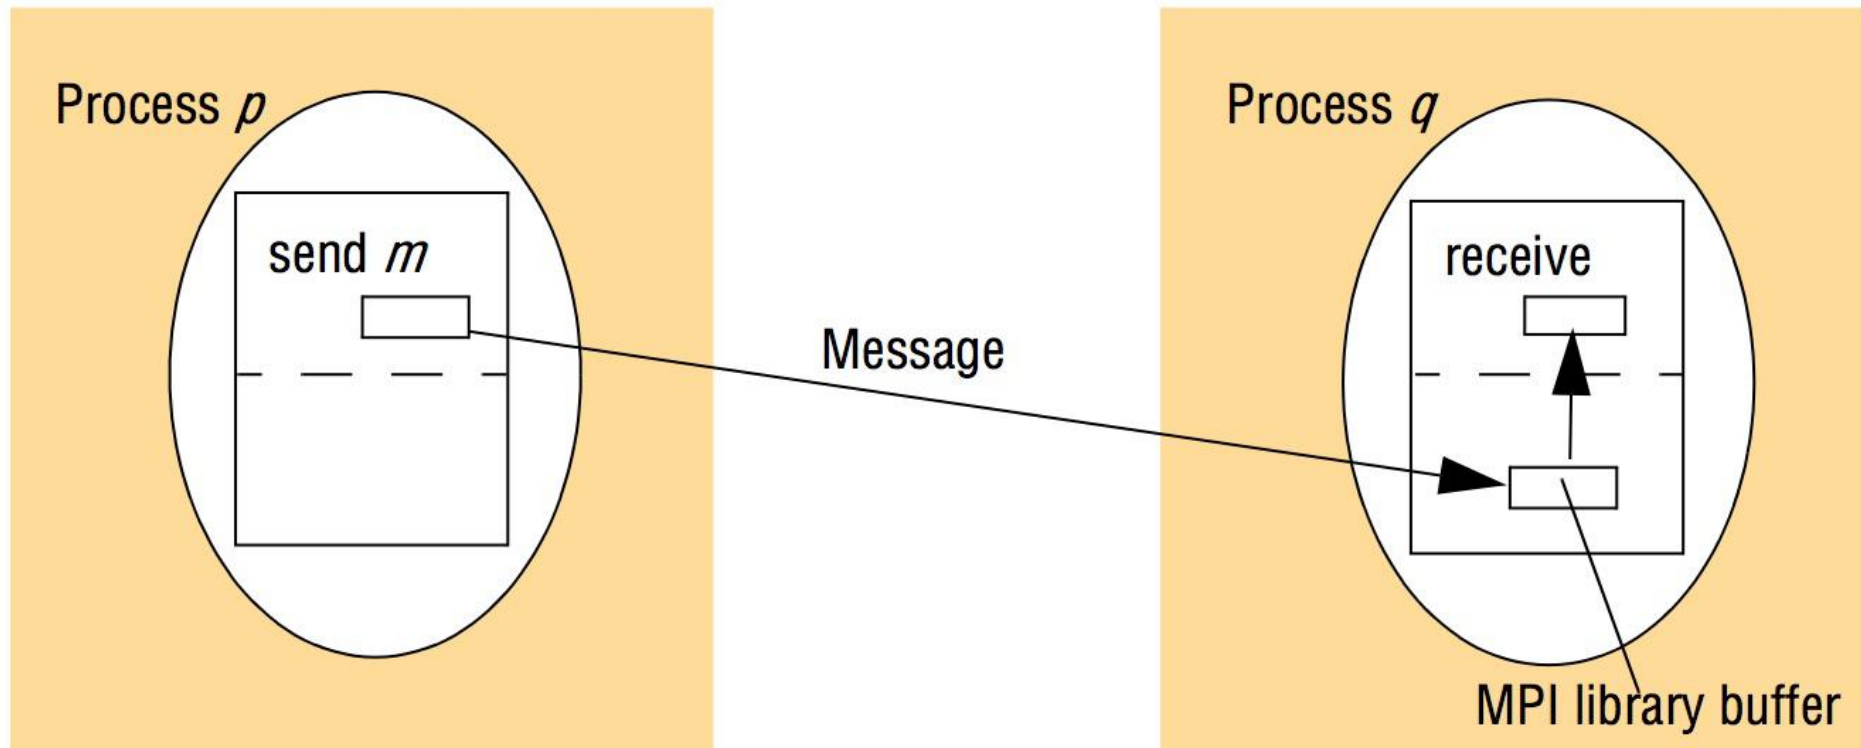 Process p
send m
Message
Process q
receive
MPI library buffer